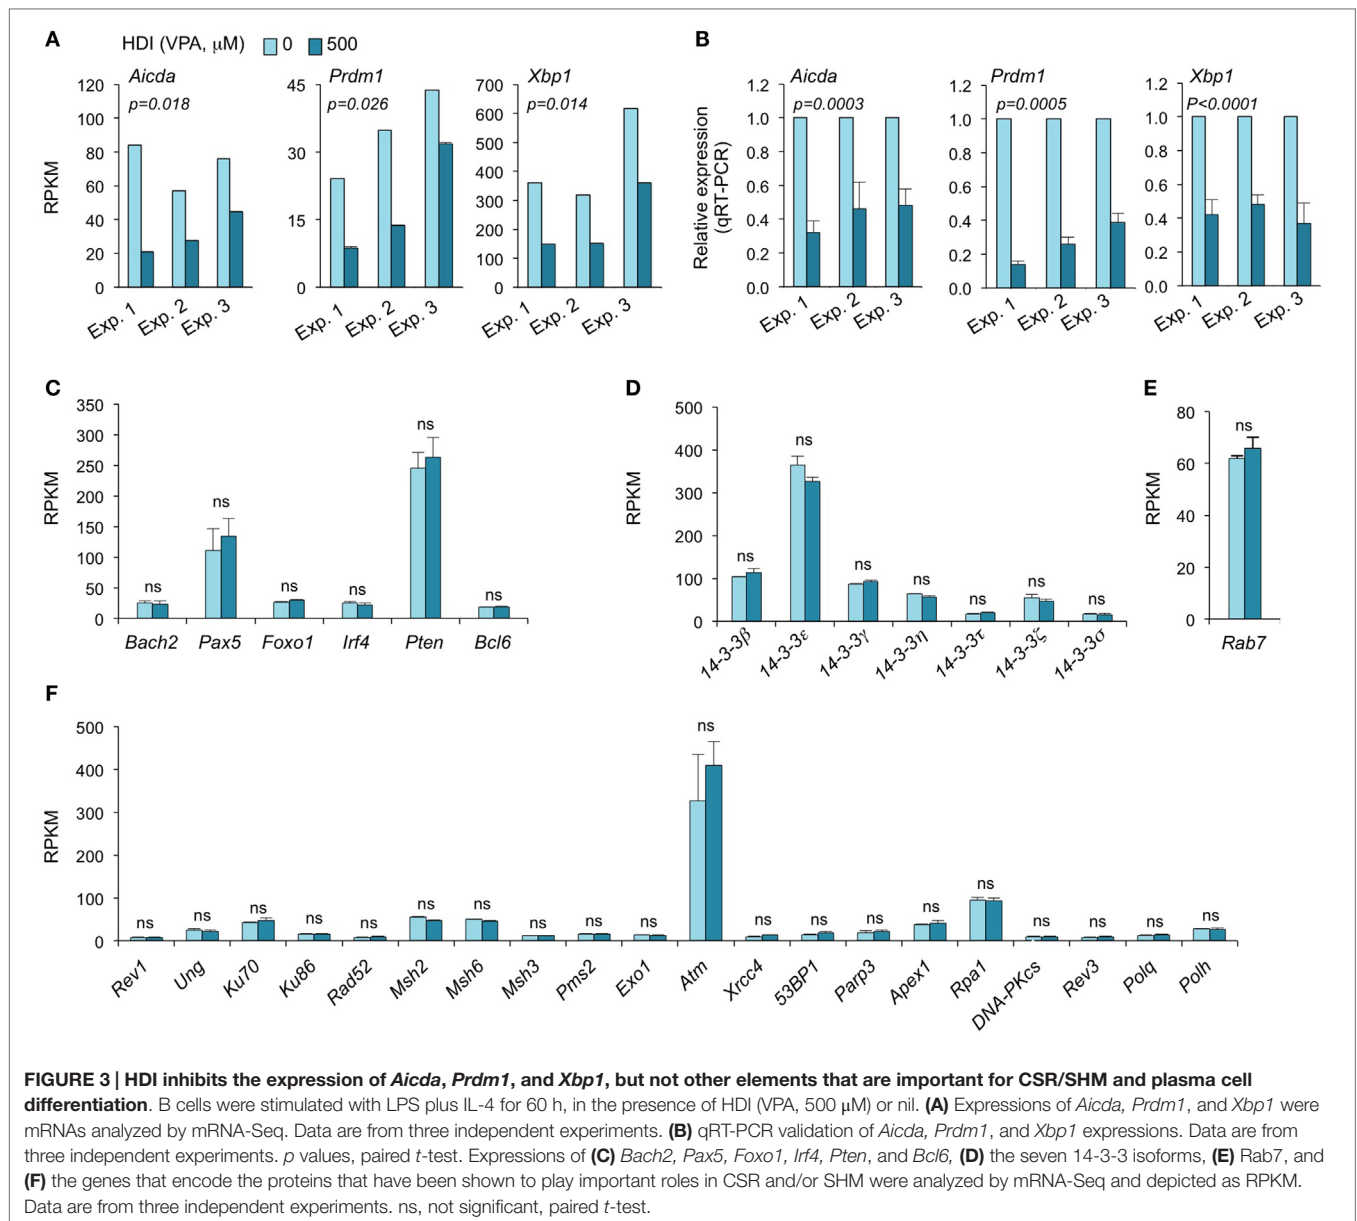 A
HDI (VPA, μM) 0 500
Aicda
p=0.018
RPKM
120
100
80
60
40
20
0
Exp. 1 Exp. 2 Exp. 3
Prdm1
p=0.026
45
30
15
0
Exp. 1 Exp. 2 Exp. 3
Xbp1
p=0.014
700
600
500
400
300
200
100
0
Exp. 1 Exp. 2 Exp. 3
B
Relative expression
(qRT-PCR)
Aicda
p=0.0003
1.2
1.0
0.8
0.6
0.4
0.2
0.0
Exp. 1 Exp. 2 Exp. 3
Prdm1
p=0.0005
1.2
1.0
0.8
0.6
0.4
0.2
0.0
Exp. 1 Exp. 2 Exp. 3
Xbp1
P<0.0001
1.2
1.0
0.8
0.6
0.4
0.2
0.0
Exp. 1 Exp. 2 Exp. 3
C
RPKM
350
300
250
200
150
100
50
0
ns ns ns ns ns ns
Bach2 Pax5 Foxo1 Irf4 Pten Bcl6
D
RPKM
500
400
300
200
100
0
ns ns ns ns ns ns ns
14-3-3β 14-3-3ε 14-3-3γ 14-3-3η 14-3-3τ 14-3-3ζ 14-3-3σ
E
RPKM
80
60
40
20
0
ns
Rab7
F
RPKM
500
400
300
200
100
0
ns ns ns ns ns ns ns ns ns ns ns ns ns ns ns ns ns ns ns ns
Rev1 Ung Ku70 Ku86 Rad52 Msh2 Msh6 Msh3 Pms2 Exo1 Atm Xrcc4 53BP1 Parp3 Apex1 Rpa1 DNA-PKcs Rev3 Polq Polh
FIGURE 3 | HDI inhibits the expression of Aicda, Prdm1, and Xbp1, but not other elements that are important for CSR/SHM and plasma cell
differentiation. B cells were stimulated with LPS plus IL-4 for 60 h, in the presence of HDI (VPA, 500 μM) or nil. (A) Expressions of Aicda, Prdm1, and Xbp1 were
mRNAs analyzed by mRNA-Seq. Data are from three independent experiments. (B) qRT-PCR validation of Aicda, Prdm1, and Xbp1 expressions. Data are from
three independent experiments. p values, paired t-test. Expressions of (C) Bach2, Pax5, Foxo1, Irf4, Pten, and Bcl6, (D) the seven 14-3-3 isoforms, (E) Rab7, and
(F) the genes that encode the proteins that have been shown to play important roles in CSR and/or SHM were analyzed by mRNA-Seq and depicted as RPKM.
Data are from three independent experiments. ns, not significant, paired t-test.